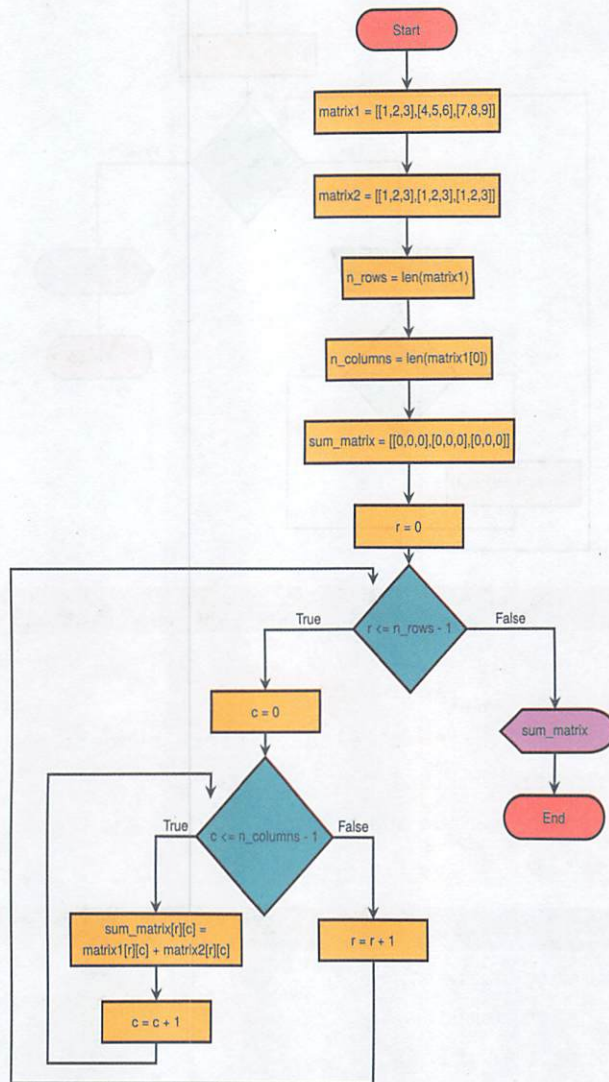 Start
matrix1 = [[1,2,3],[4,5,6],[7,8,9]]
matrix2 = [[1,2,3],[1,2,3],[1,2,3]]
n_rows = len(matrix1)
n_columns = len(matrix1[0])
sum_matrix = [[0,0,0],[0,0,0],[0,0,0]]
r = 0
r <= n_rows - 1
True
False
c = 0
sum_matrix
End
c <= n_columns - 1
True
False
sum_matrix[r][c] =
matrix1[r][c] + matrix2[r][c]
r = r + 1
c = c + 1